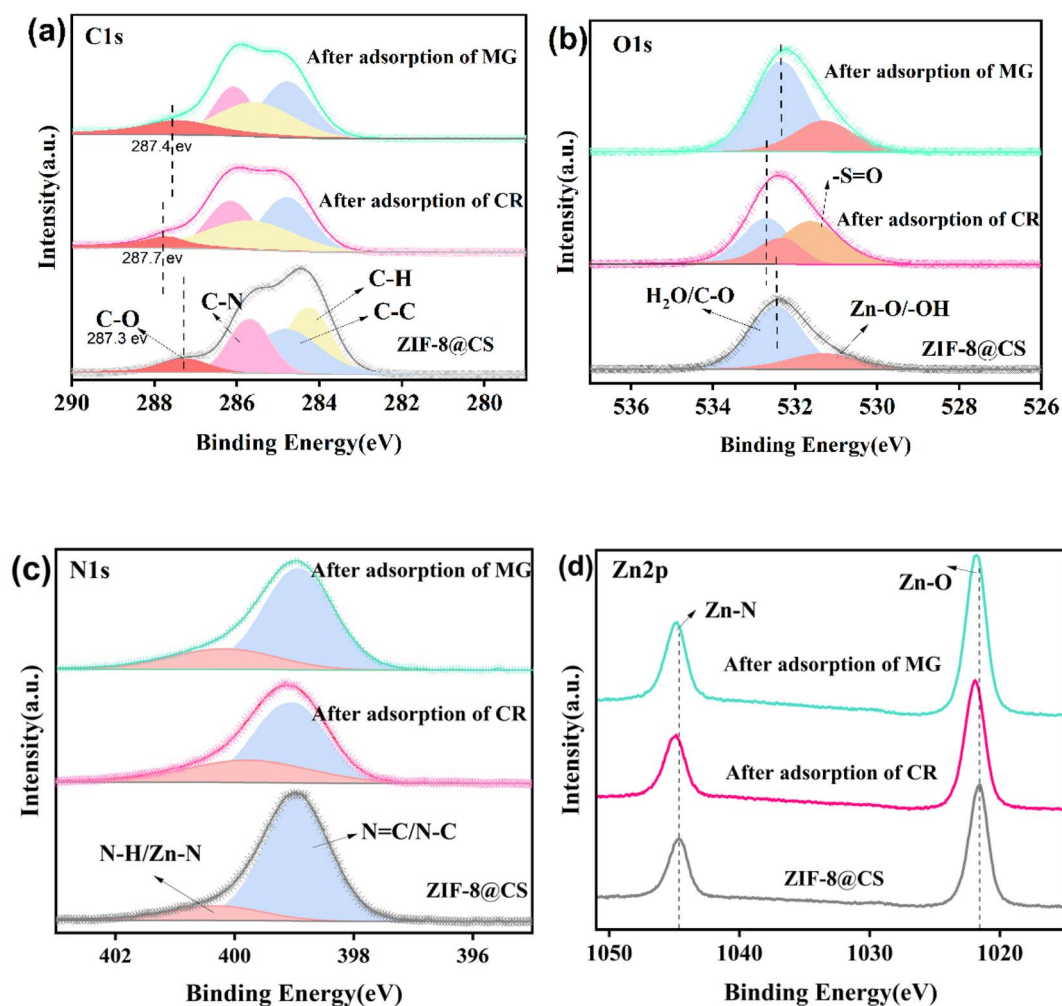 (a)
C1s
After adsorption of MG
287.4 ev
After adsorption of CR
287.7 ev
C-H
C-N
C-C
C-O
287.3 ev
ZIF-8@CS
290 288 286 284 282 280
Binding Energy(eV)
Intensity(a.u.)
(b)
O1s
After adsorption of MG
-S=O
After adsorption of CR
H₂O/C-O
Zn-O/-OH
ZIF-8@CS
536 534 532 530 528 526
Binding Energy(eV)
Intensity(a.u.)
(c)
N1s
After adsorption of MG
After adsorption of CR
N=C/N-C
N-H/Zn-N
ZIF-8@CS
402 400 398 396
Binding Energy(eV)
Intensity(a.u.)
(d)
Zn2p
Zn-O
Zn-N
After adsorption of MG
After adsorption of CR
ZIF-8@CS
1050 1040 1030 1020
Binding Energy(eV)
Intensity(a.u.)